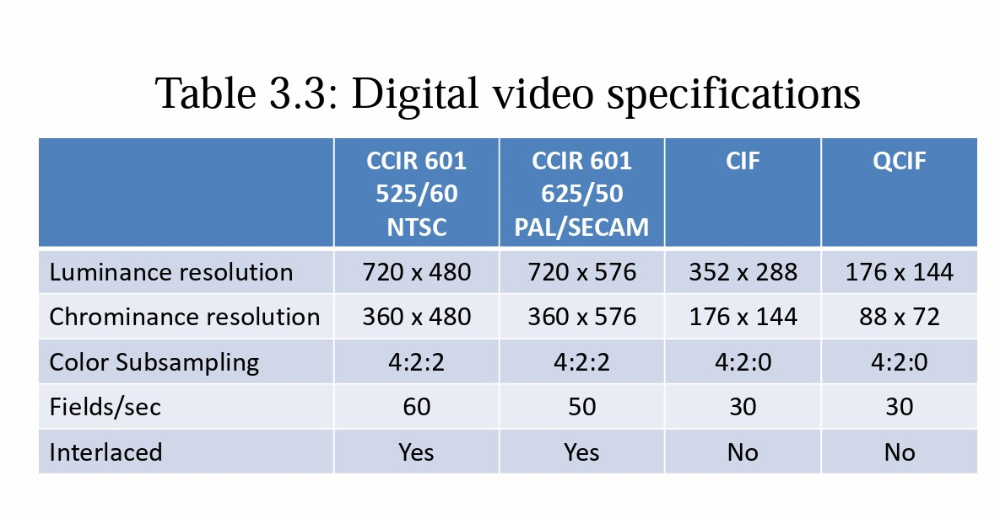 Table 3.3: Digital video specifications
CCIR 601 525/60 NTSC CCIR 601 625/50 PAL/SECAM CIF QCIF
Luminance resolution 720 x 480 720 x 576 352 x 288 176 x 144
Chrominance resolution 360 x 480 360 x 576 176 x 144 88 x 72
Color Subsampling 4:2:2 4:2:2 4:2:0 4:2:0
Fields/sec 60 50 30 30
Interlaced Yes Yes No No